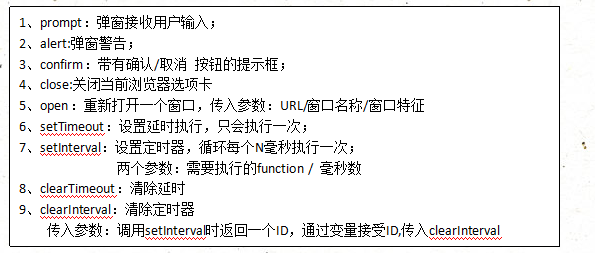 1、prompt：弹窗接收用户输入；
2、alert:弹窗警告；
3、confirm：带有确认/取消 按钮的提示框；
4、close:关闭当前浏览器选项卡
5、open：重新打开一个窗口，传入参数：URL/窗口名称/窗口特征
6、setTimeout：设置延时执行，只会执行一次；
7、setInterval：设置定时器，循环每个N毫秒执行一次；
两个参数：需要执行的function / 毫秒数
8、clearTimeout：清除延时
9、clearInterval：清除定时器
传入参数：调用setInterval时返回一个ID，通过变量接受ID,传入clearInterval